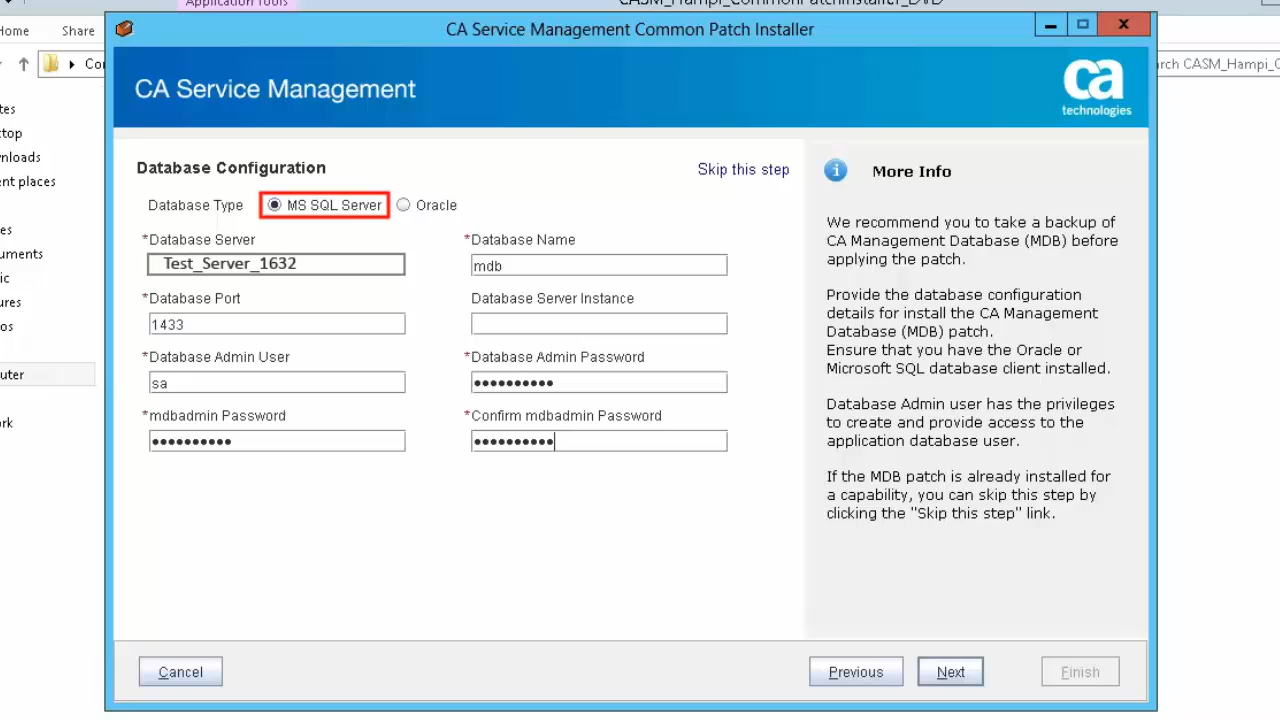 Application Tools
CASM_Hampi_CommonPatchInstaller_DVD
Home Share
CA Service Management Common Patch Installer
CA Service Management
ca
technologies
Database Configuration
Skip this step
Database Type MS SQL Server Oracle
*Database Server *Database Name
Test_Server_1632 mdb
*Database Port Database Server Instance
1433
*Database Admin User *Database Admin Password
sa ••••••••••
*mdbadmin Password *Confirm mdbadmin Password
•••••••••• ••••••••••
More Info
We recommend you to take a backup of
CA Management Database (MDB) before
applying the patch.
Provide the database configuration
details for install the CA Management
Database (MDB) patch.
Ensure that you have the Oracle or
Microsoft SQL database client installed.
Database Admin user has the privileges
to create and provide access to the
application database user.
If the MDB patch is already installed for
a capability, you can skip this step by
clicking the "Skip this step" link.
Cancel Previous Next Finish